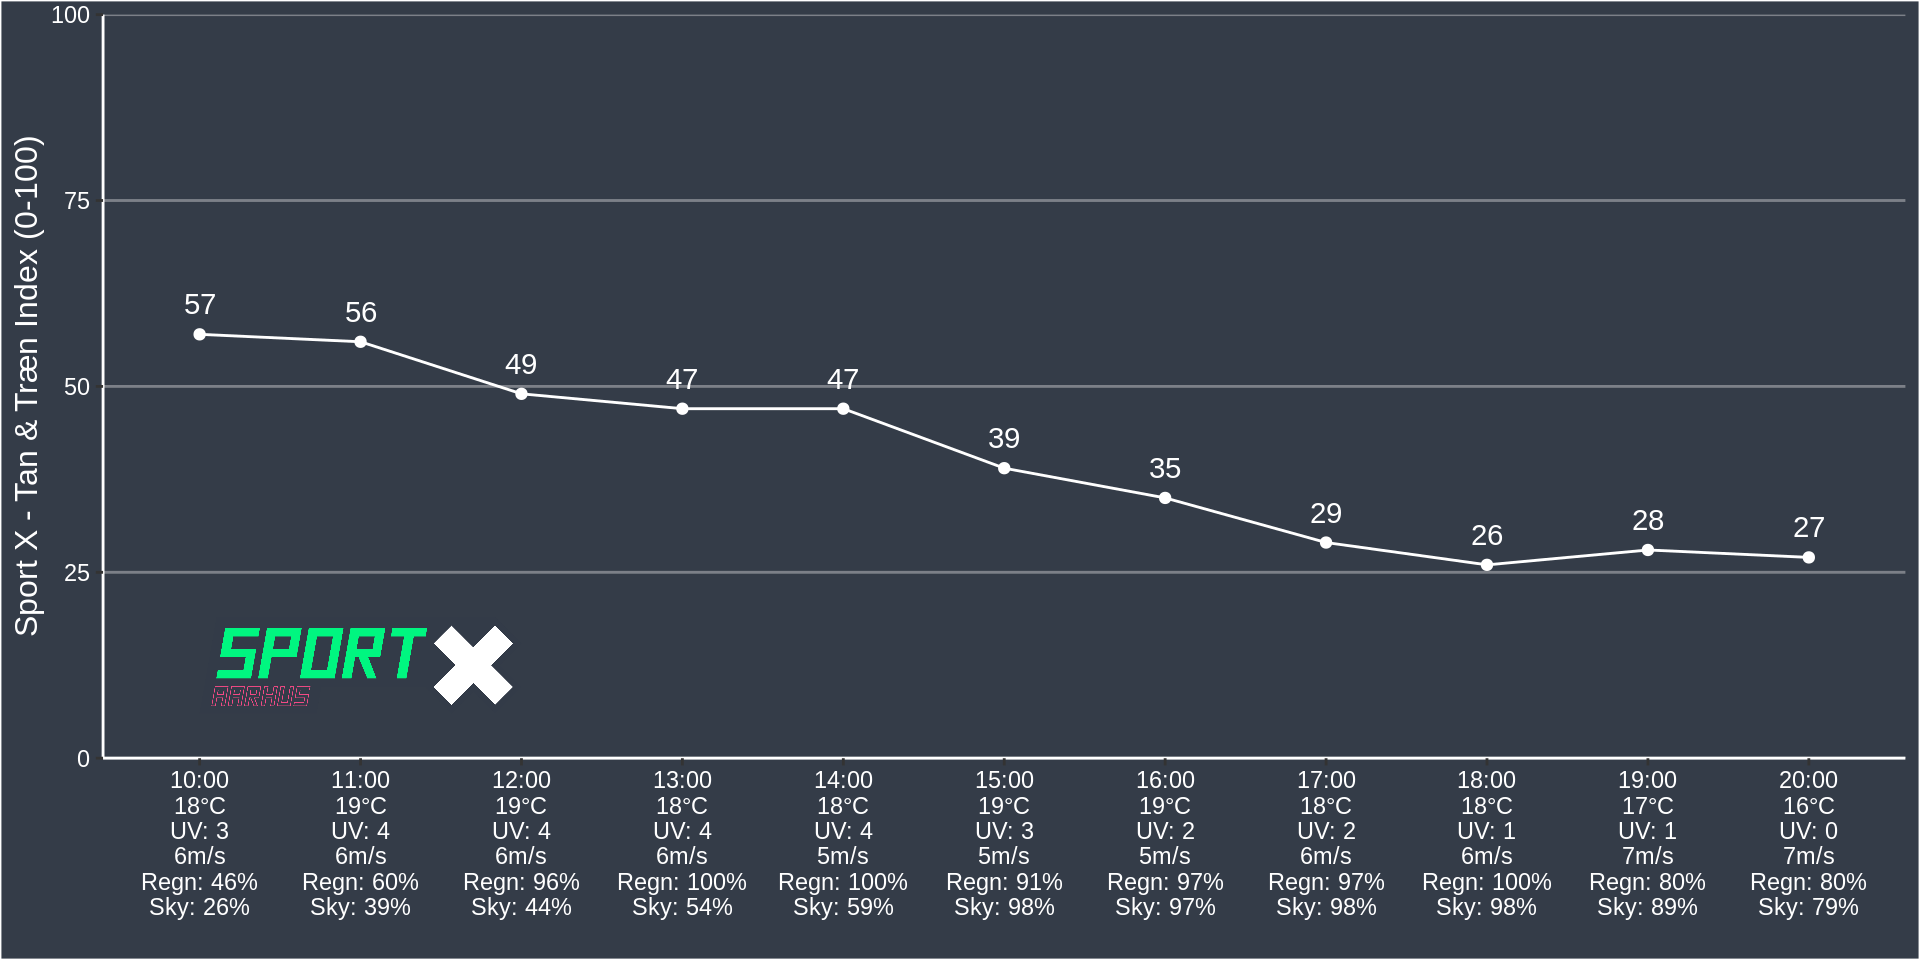 Sport X - Tan & Træn Index (0-100)
100
75
50
25
0
57
56
49
47
47
39
35
29
26
28
27
SPORT X
AARHUS
10:00 11:00 12:00 13:00 14:00 15:00 16:00 17:00 18:00 19:00 20:00
18°C 19°C 19°C 18°C 18°C 19°C 19°C 18°C 18°C 17°C 16°C
UV: 3 UV: 4 UV: 4 UV: 4 UV: 4 UV: 3 UV: 2 UV: 2 UV: 1 UV: 1 UV: 0
6m/s 6m/s 6m/s 6m/s 5m/s 5m/s 5m/s 6m/s 6m/s 7m/s 7m/s
Regn: 46% Regn: 60% Regn: 96% Regn: 100% Regn: 100% Regn: 91% Regn: 97% Regn: 97% Regn: 100% Regn: 80% Regn: 80%
Sky: 26% Sky: 39% Sky: 44% Sky: 54% Sky: 59% Sky: 98% Sky: 97% Sky: 98% Sky: 98% Sky: 89% Sky: 79%